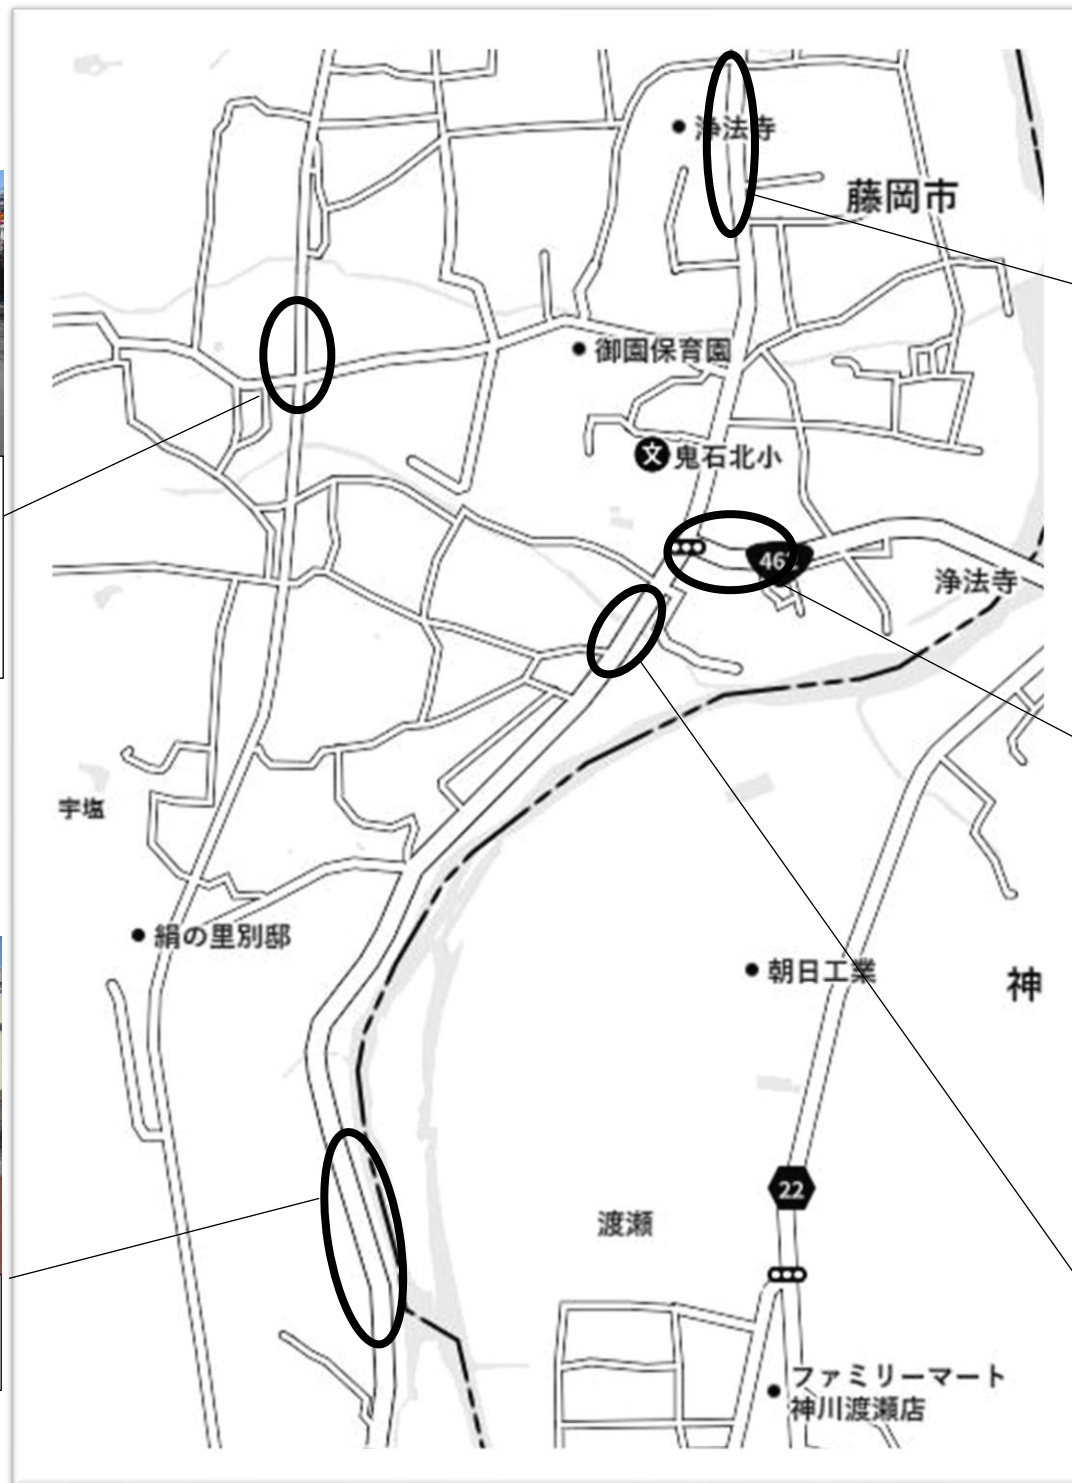 浄法寺
藤岡市
御園保育園
文
鬼石北小
462
浄法寺
宇塩
絹の里別邸
朝日工業
神
22
渡瀬
ファミリーマート
神川渡瀬店